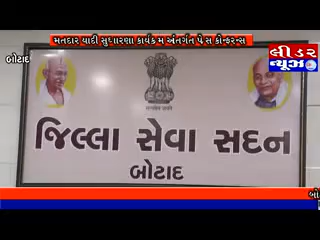 મતદાર યાદી સુધારણા કાર્યક્રમ અંતર્ગત પ્રેસ કોન્ફરન્સ
લીડર
ન્યૂઝ
બોટાદ
જિલ્લા સેવા સદન
બોટાદ
બો